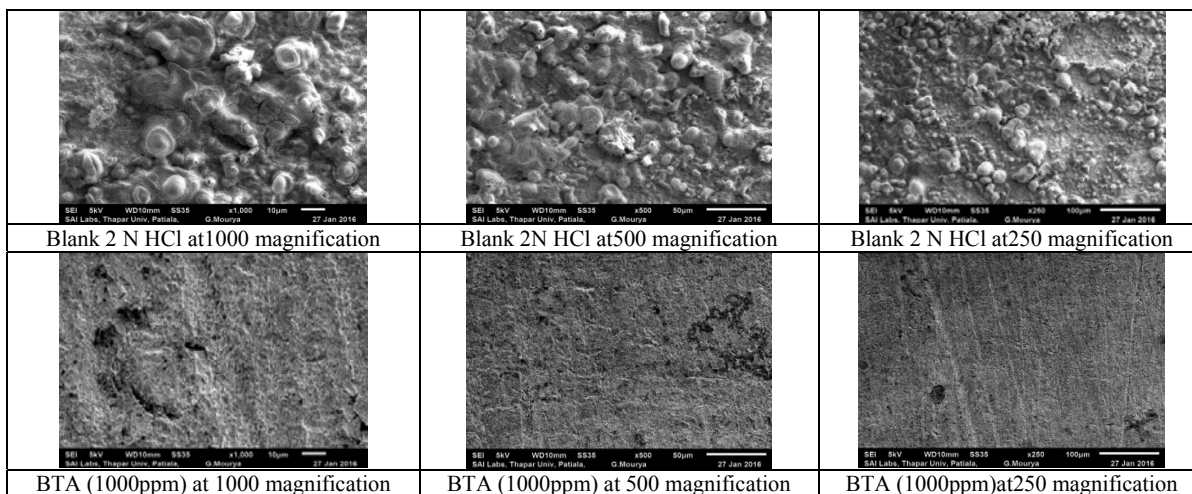 SEI 5kV WD10mm SS35 x1,000 10µm
SAI Labs, Thapar Univ, Patiala, G.Mourya 27 Jan 2016
SEI 5kV WD10mm SS35 x500 50µm
SAI Labs, Thapar Univ, Patiala, G.Mourya 27 Jan 2016
SEI 5kV WD10mm SS35 x250 100µm
SAI Labs, Thapar Univ, Patiala, G.Mourya 27 Jan 2016
Blank 2 N HCl at1000 magnification
Blank 2N HCl at500 magnification
Blank 2 N HCl at250 magnification
SEI 5kV WD10mm SS35 x1,000 10µm
SAI Labs, Thapar Univ, Patiala, G.Mourya 27 Jan 2016
SEI 5kV WD10mm SS35 x500 50µm
SAI Labs, Thapar Univ, Patiala, G.Mourya 27 Jan 2016
SEI 5kV WD10mm SS35 x250 100µm
SAI Labs, Thapar Univ, Patiala, G.Mourya 27 Jan 2016
BTA (1000ppm) at 1000 magnification
BTA (1000ppm) at 500 magnification
BTA (1000ppm)at250 magnification